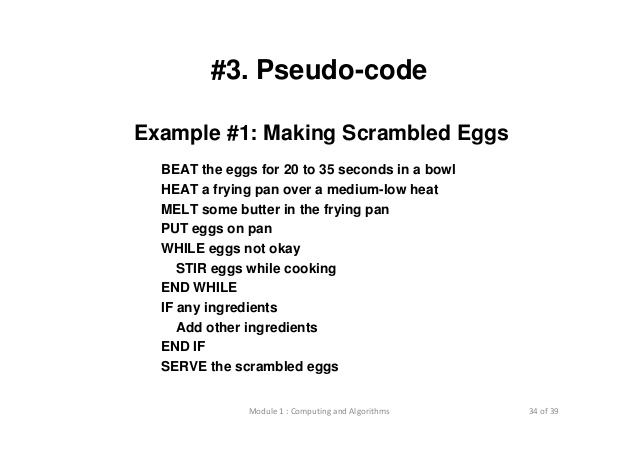 #3. Pseudo-code
Example #1: Making Scrambled Eggs
BEAT the eggs for 20 to 35 seconds in a bowl
HEAT a frying pan over a medium-low heat
MELT some butter in the frying pan
PUT eggs on pan
WHILE eggs not okay
STIR eggs while cooking
END WHILE
IF any ingredients
Add other ingredients
END IF
SERVE the scrambled eggs
Module 1 : Computing and Algorithms
34 of 39